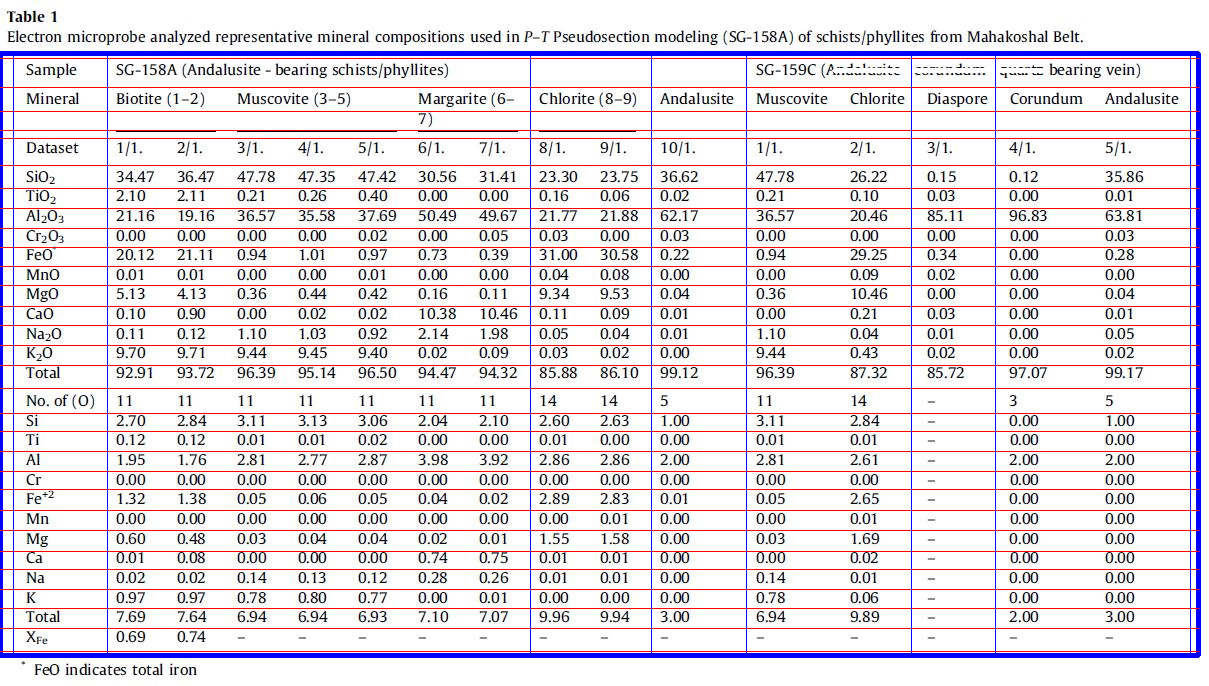 Table 1
Electron microprobe analyzed representative mineral compositions used in P–T Pseudosection modeling (SG-158A) of schists/phyllites from Mahakoshal Belt.
Sample SG-158A (Andalusite - bearing schists/phyllites) SG-159C (Andalusite corundum quartz bearing vein)
Mineral Biotite (1–2) Muscovite (3–5) Margarite (6–7) Chlorite (8–9) Andalusite Muscovite Chlorite Diaspore Corundum Andalusite
Dataset 1/1. 2/1. 3/1. 4/1. 5/1. 6/1. 7/1. 8/1. 9/1. 10/1. 1/1. 2/1. 3/1. 4/1. 5/1.
SiO2 34.47 36.47 47.78 47.35 47.42 30.56 31.41 23.30 23.75 36.62 47.78 26.22 0.15 0.12 35.86
TiO2 2.10 2.11 0.21 0.26 0.40 0.00 0.00 0.16 0.06 0.02 0.21 0.10 0.03 0.00 0.01
Al2O3 21.16 19.16 36.57 35.58 37.69 50.49 49.67 21.77 21.88 62.17 36.57 20.46 85.11 96.83 63.81
Cr2O3 0.00 0.00 0.00 0.00 0.02 0.00 0.05 0.03 0.00 0.03 0.00 0.00 0.00 0.00 0.03
FeO* 20.12 21.11 0.94 1.01 0.97 0.73 0.39 31.00 30.58 0.22 0.94 29.25 0.34 0.00 0.28
MnO 0.01 0.01 0.00 0.00 0.01 0.00 0.00 0.04 0.08 0.00 0.00 0.09 0.02 0.00 0.00
MgO 5.13 4.13 0.36 0.44 0.42 0.16 0.11 9.34 9.53 0.04 0.36 10.46 0.00 0.00 0.04
CaO 0.10 0.90 0.00 0.02 0.02 10.38 10.46 0.11 0.09 0.01 0.00 0.21 0.03 0.00 0.01
Na2O 0.11 0.12 1.10 1.03 0.92 2.14 1.98 0.05 0.04 0.01 1.10 0.04 0.01 0.00 0.05
K2O 9.70 9.71 9.44 9.45 9.40 0.02 0.09 0.03 0.02 0.00 9.44 0.43 0.02 0.00 0.02
Total 92.91 93.72 96.39 95.14 96.50 94.47 94.32 85.88 86.10 99.12 96.39 87.32 85.72 97.07 99.17
No. of (O) 11 11 11 11 11 11 11 14 14 5 11 14 – 3 5
Si 2.70 2.84 3.11 3.13 3.06 2.04 2.10 2.60 2.63 1.00 3.11 2.84 – 0.00 1.00
Ti 0.12 0.12 0.01 0.01 0.02 0.00 0.00 0.01 0.00 0.00 0.01 0.01 – 0.00 0.00
Al 1.95 1.76 2.81 2.77 2.87 3.98 3.92 2.86 2.86 2.00 2.81 2.61 – 2.00 2.00
Cr 0.00 0.00 0.00 0.00 0.00 0.00 0.00 0.00 0.00 0.00 0.00 0.00 – 0.00 0.00
Fe+2 1.32 1.38 0.05 0.06 0.05 0.04 0.02 2.89 2.83 0.01 0.05 2.65 – 0.00 0.00
Mn 0.00 0.00 0.00 0.00 0.00 0.00 0.00 0.00 0.01 0.00 0.00 0.01 – 0.00 0.00
Mg 0.60 0.48 0.03 0.04 0.04 0.02 0.01 1.55 1.58 0.00 0.03 1.69 – 0.00 0.00
Ca 0.01 0.08 0.00 0.00 0.00 0.74 0.75 0.01 0.01 0.00 0.00 0.02 – 0.00 0.00
Na 0.02 0.02 0.14 0.13 0.12 0.28 0.26 0.01 0.01 0.00 0.14 0.01 – 0.00 0.00
K 0.97 0.97 0.78 0.80 0.77 0.00 0.01 0.00 0.00 0.00 0.78 0.06 – 0.00 0.00
Total 7.69 7.64 6.94 6.94 6.93 7.10 7.07 9.96 9.94 3.00 6.94 9.89 – 2.00 3.00
XFe 0.69 0.74 – – – – – – – – – – – – –
* FeO indicates total iron